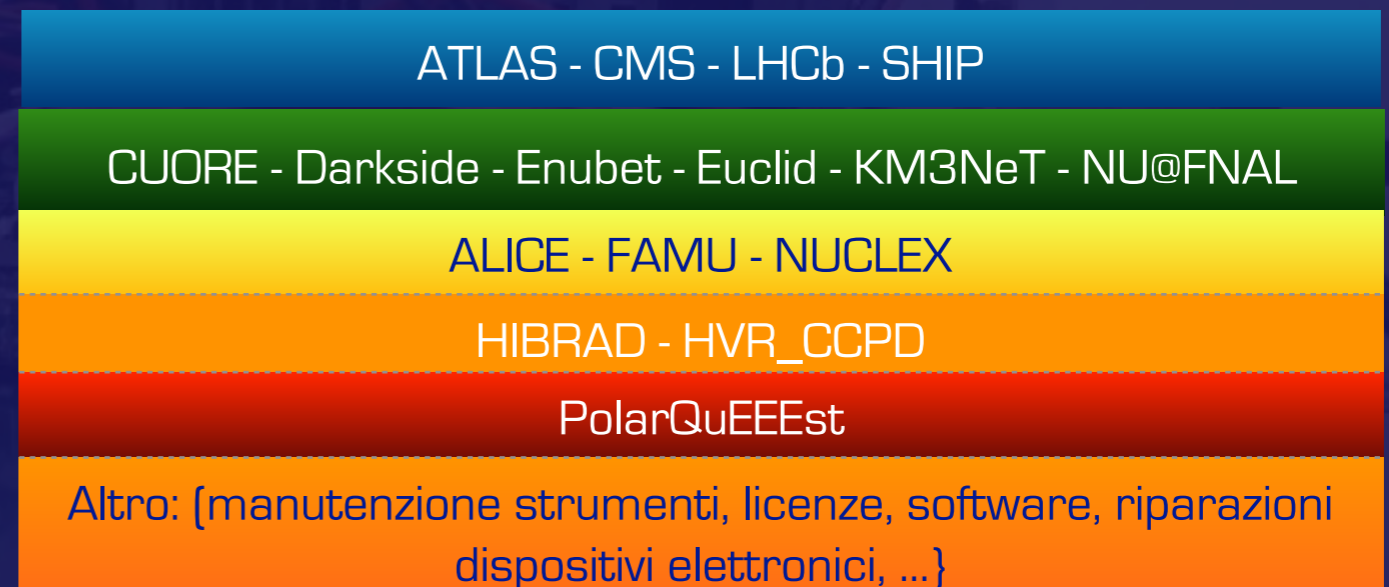 ATLAS - CMS - LHCb - SHIP
CUORE - Darkside - Enubet - Euclid - KM3NeT - NU@FNAL
ALICE - FAMU - NUCLEX
HIBRAD - HVR_CCPD
PolarQuEEEst
Altro: {manutenzione strumenti, licenze, software, riparazioni
dispositivi elettronici, ...}